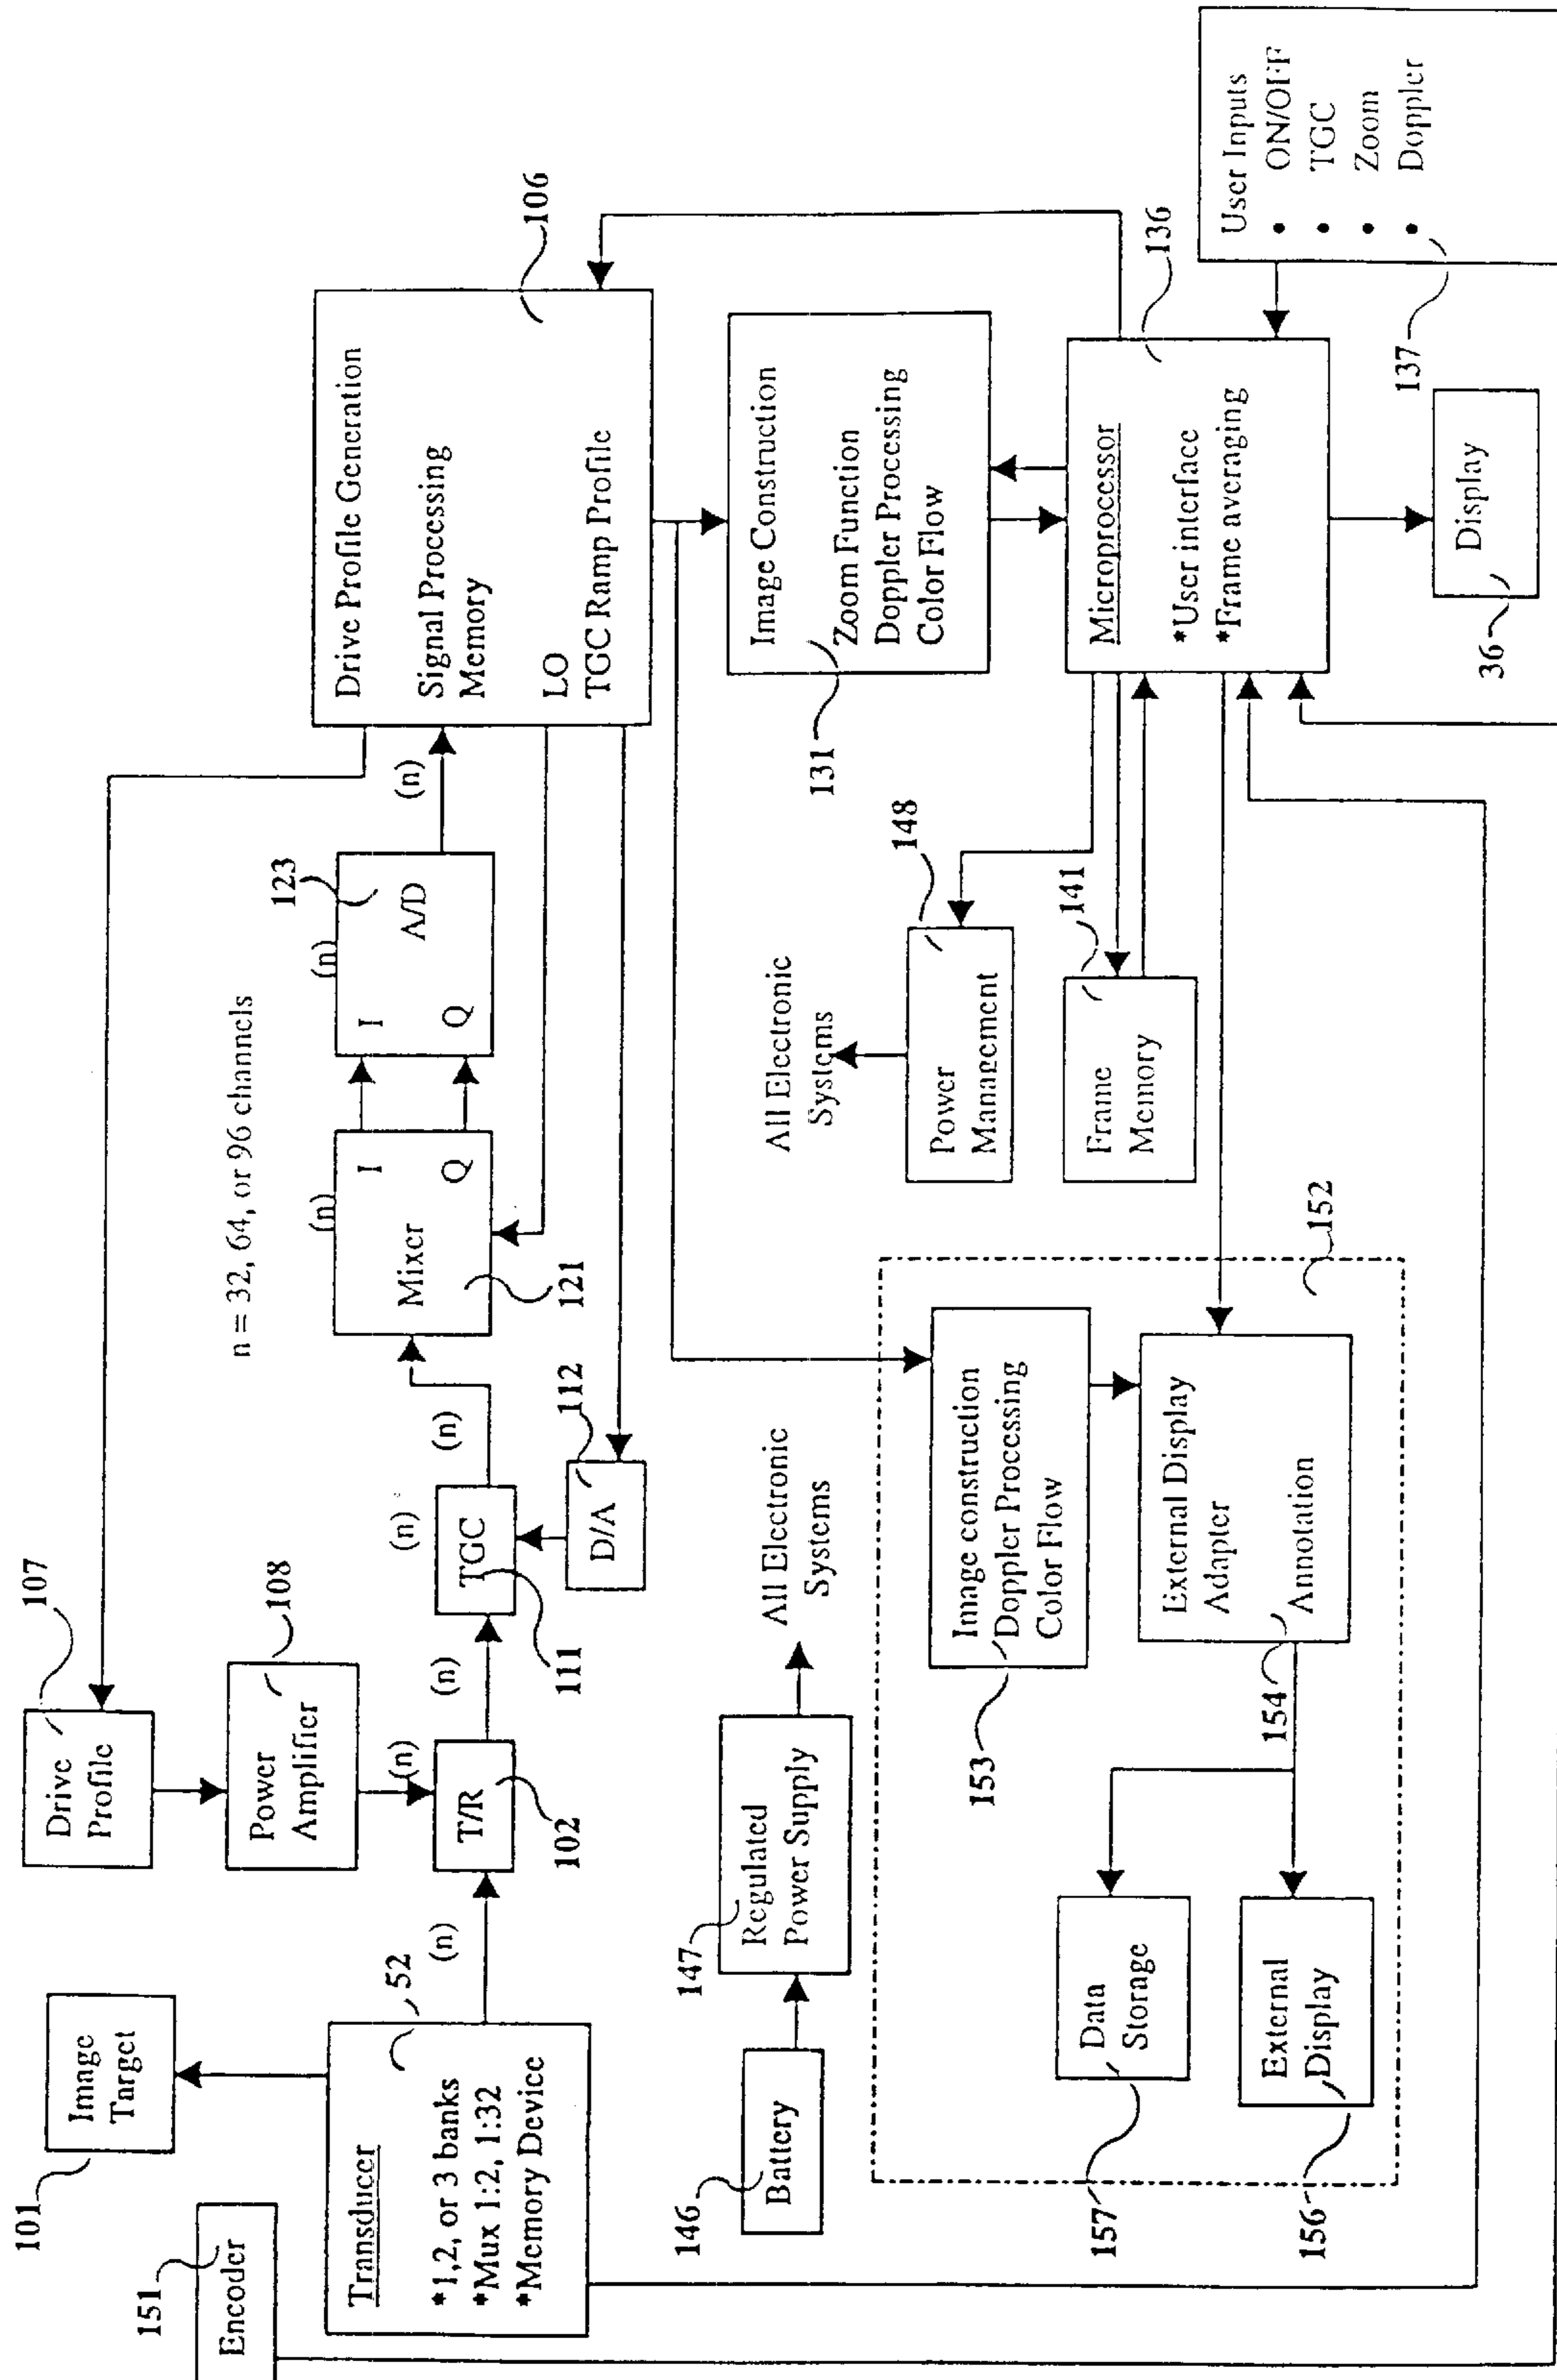 151
Encoder
101
Image
Target
Transducer
*1,2, or 3 banks
*Mux 1:2, 1:32
*Memory Device
52
(n)
107
Drive
Profile
108
Power
Amplifier
(n)
T/R
102
(n)
TGC
111
(n)
(n)
D/A
112
n = 32, 64, or 96 channels
(n)
I
Mixer
Q
121
(n)
123
I
A/D
Q
(n)
Drive Profile Generation
Signal Processing
Memory
LO
TGC Ramp Profile
106
146
Battery
147
Regulated
Power Supply
All Electronic
Systems
All Electronic
Systems
148
Power
Management
141
Frame
Memory
131
Image Construction
Zoom Function
Doppler Processing
Color Flow
136
Microprocessor
*User interface
*Frame averaging
152
153
Image construction
Doppler Processing
Color Flow
External Display
Adapter
Annotation
154
Data
Storage
157
External
Display
156
36
Display
137
User Inputs
• ON/OFF
• TGC
• Zoom
• Doppler